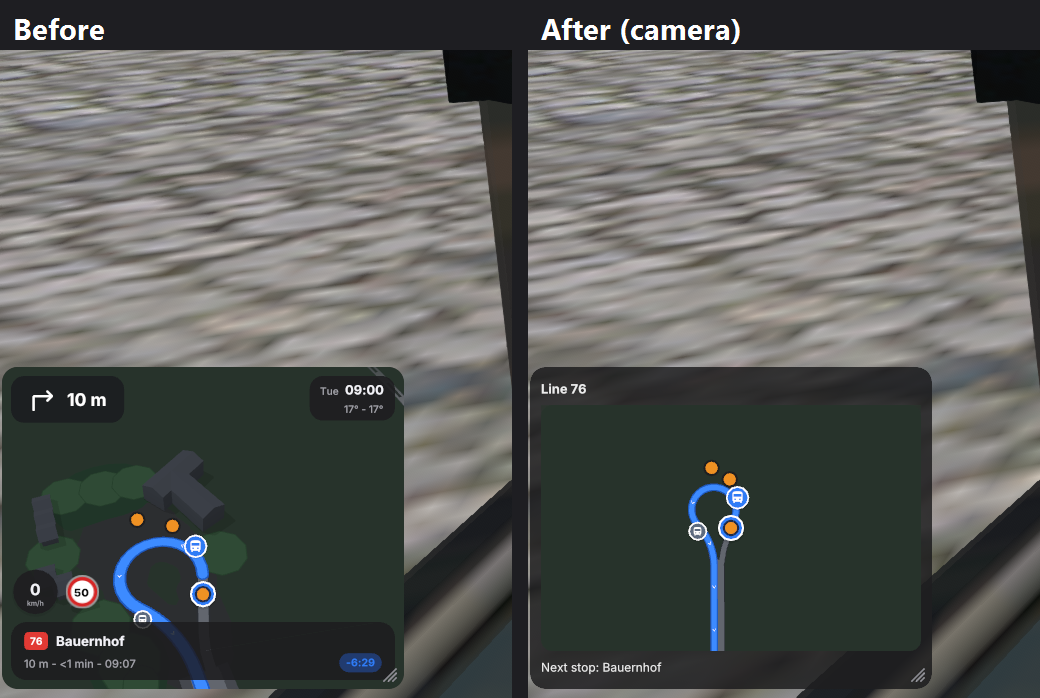 Before
After (camera)
10 m
Tue 09:00
17° - 17°
0
km/h
50
76 Bauernhof
10 m - <1 min - 09:07
-6:29
Line 76
Next stop: Bauernhof